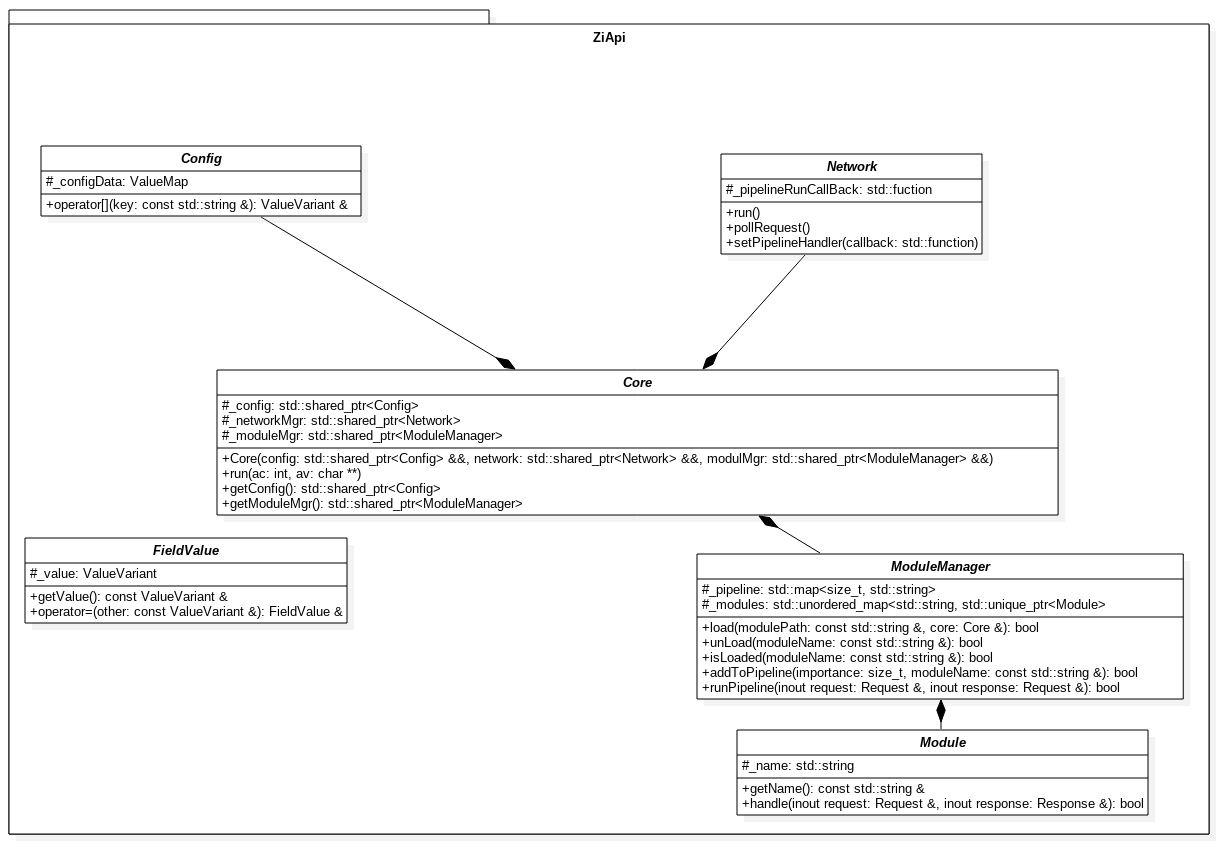 ZiApi
Config
#_configData: ValueMap
+operator[](key: const std::string &): ValueVariant &
Network
#_pipelineRunCallBack: std::fuction
+run()
+pollRequest()
+setPipelineHandler(callback: std::function)
Core
#_config: std::shared_ptr<Config>
#_networkMgr: std::shared_ptr<Network>
#_moduleMgr: std::shared_ptr<ModuleManager>
+Core(config: std::shared_ptr<Config> &&, network: std::shared_ptr<Network> &&, modulMgr: std::shared_ptr<ModuleManager> &&)
+run(ac: int, av: char **)
+getConfig(): std::shared_ptr<Config>
+getModuleMgr(): std::shared_ptr<ModuleManager>
FieldValue
#_value: ValueVariant
+getValue(): const ValueVariant &
+operator=(other: const ValueVariant &): FieldValue &
ModuleManager
#_pipeline: std::map<size_t, std::string>
#_modules: std::unordered_map<std::string, std::unique_ptr<Module>
+load(modulePath: const std::string &, core: Core &): bool
+unLoad(moduleName: const std::string &): bool
+isLoaded(moduleName: const std::string &): bool
+addToPipeline(importance: size_t, moduleName: const std::string &): bool
+runPipeline(inout request: Request &, inout response: Request &): bool
Module
#_name: std::string
+getName(): const std::string &
+handle(inout request: Request &, inout response: Response &): bool